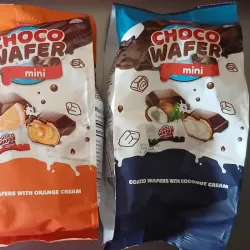 CHOCO
WAFER
mini
WAFERS WITH ORANGE CREAM
CHOCO
WAFER
mini
COATED WAFERS WITH COCONUT CREAM